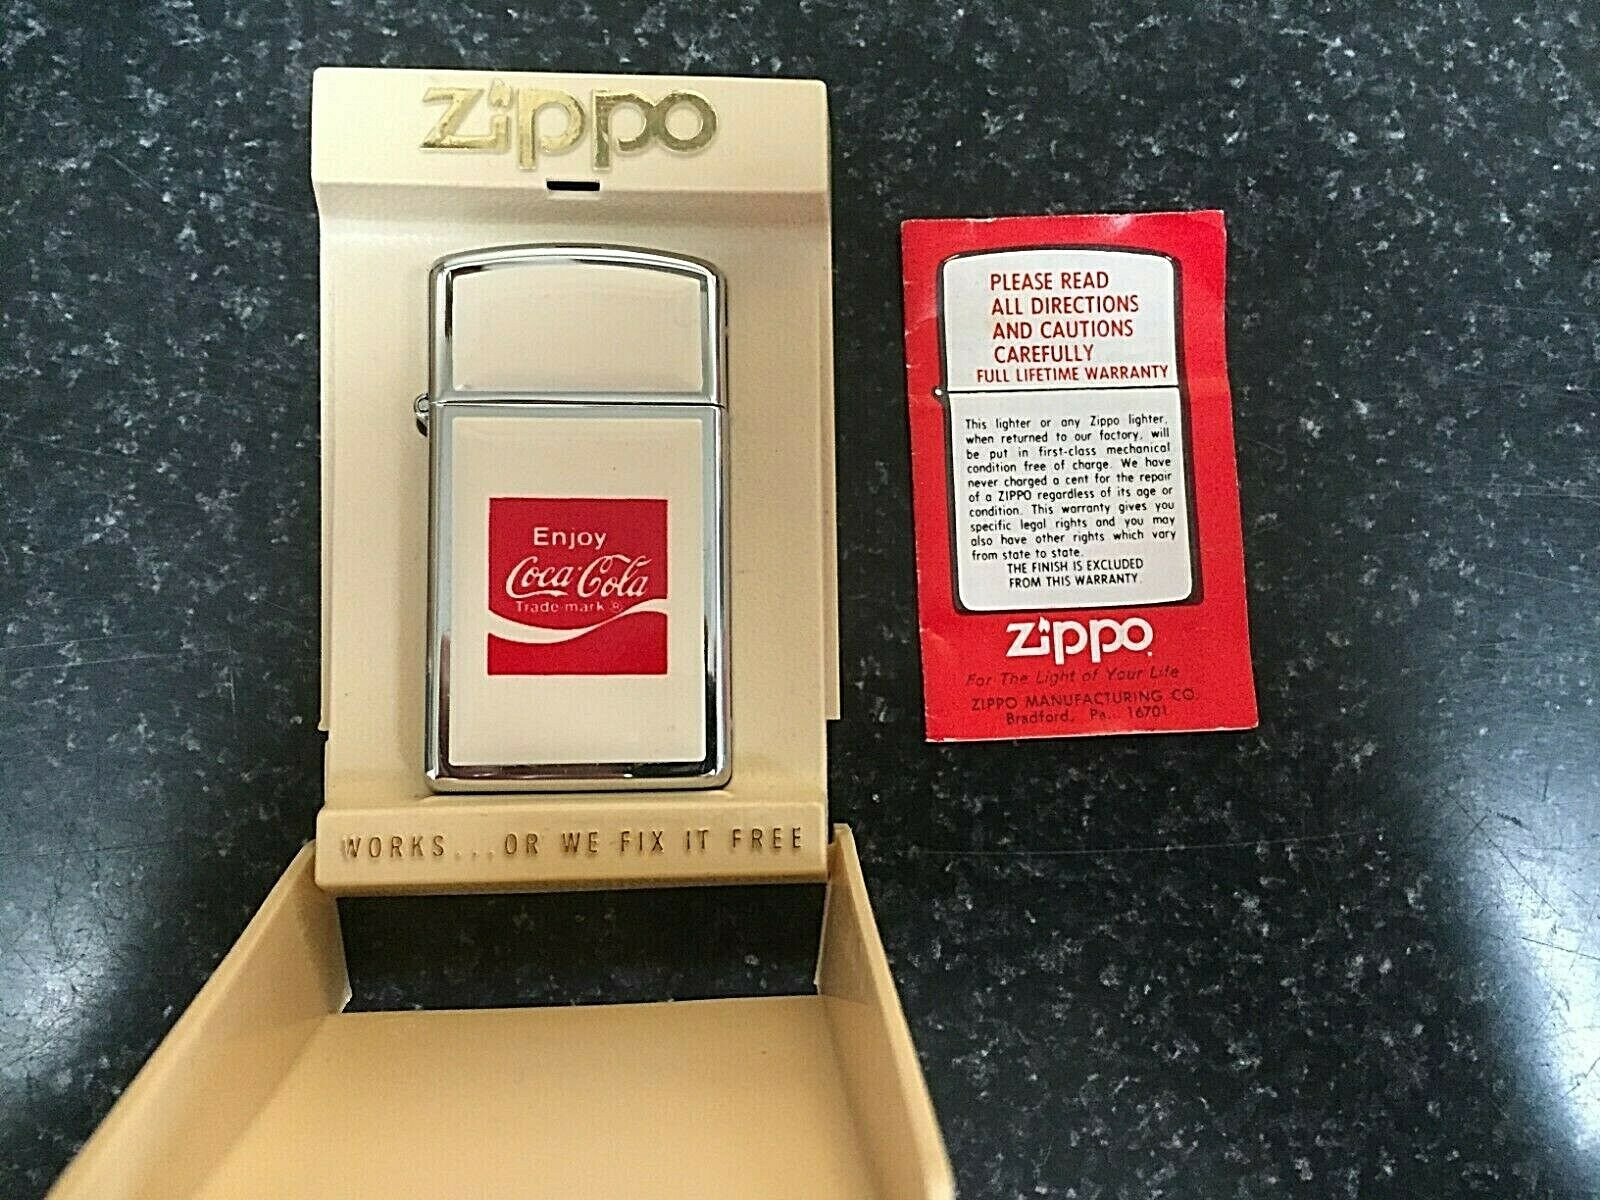 Zippo
Enjoy
Coca-Cola
Trade-mark ®
WORKS...OR WE FIX IT FREE
PLEASE READ
ALL DIRECTIONS
AND CAUTIONS
CAREFULLY
FULL LIFETIME WARRANTY
This lighter or any Zippo lighter,
when returned to our factory, will
be put in first-class mechanical
condition free of charge. We have
never charged a cent for the repair
of a ZIPPO regardless of its age or
condition. This warranty gives you
specific legal rights and you may
also have other rights which vary
from state to state.
THE FINISH IS EXCLUDED
FROM THIS WARRANTY.
Zippo
For The Light of Your Life
ZIPPO MANUFACTURING CO.
Bradford, Pa. 16701